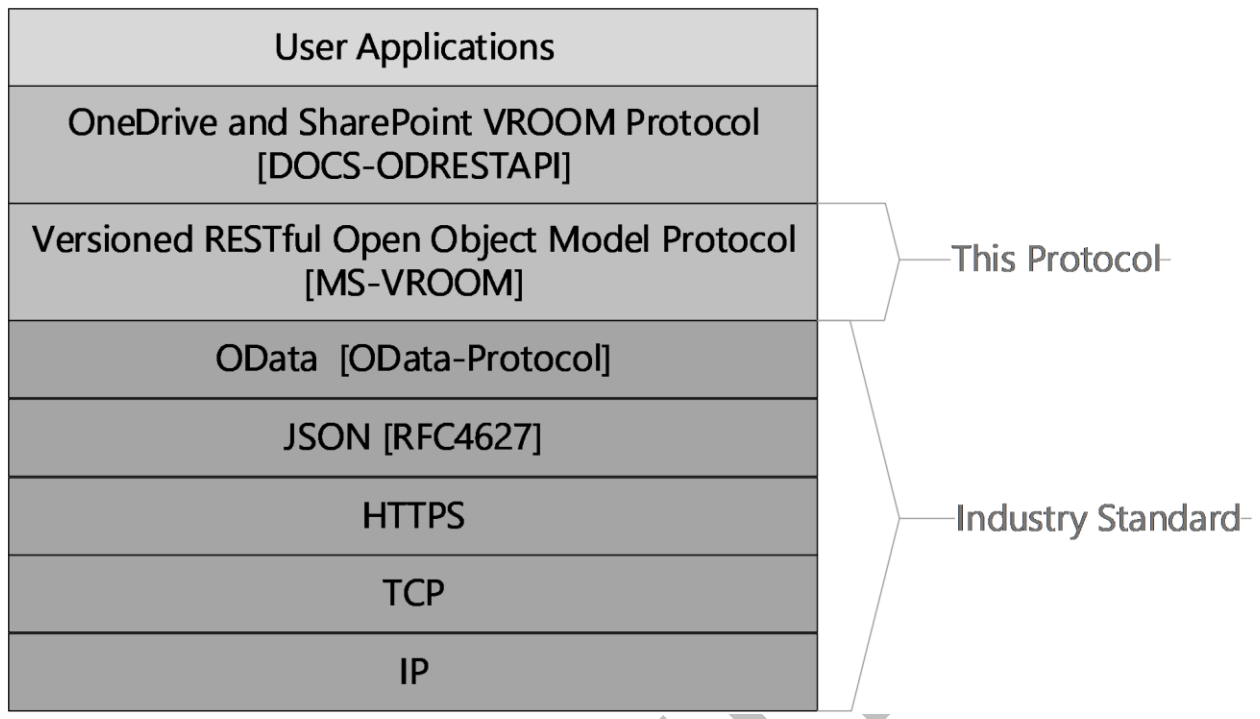 User Applications
OneDrive and SharePoint VROOM Protocol
[DOCS-ODRESTAPI]
Versioned RESTful Open Object Model Protocol
[MS-VROOM]
This Protocol
OData [OData-Protocol]
JSON [RFC4627]
HTTPS
Industry Standard
TCP
IP